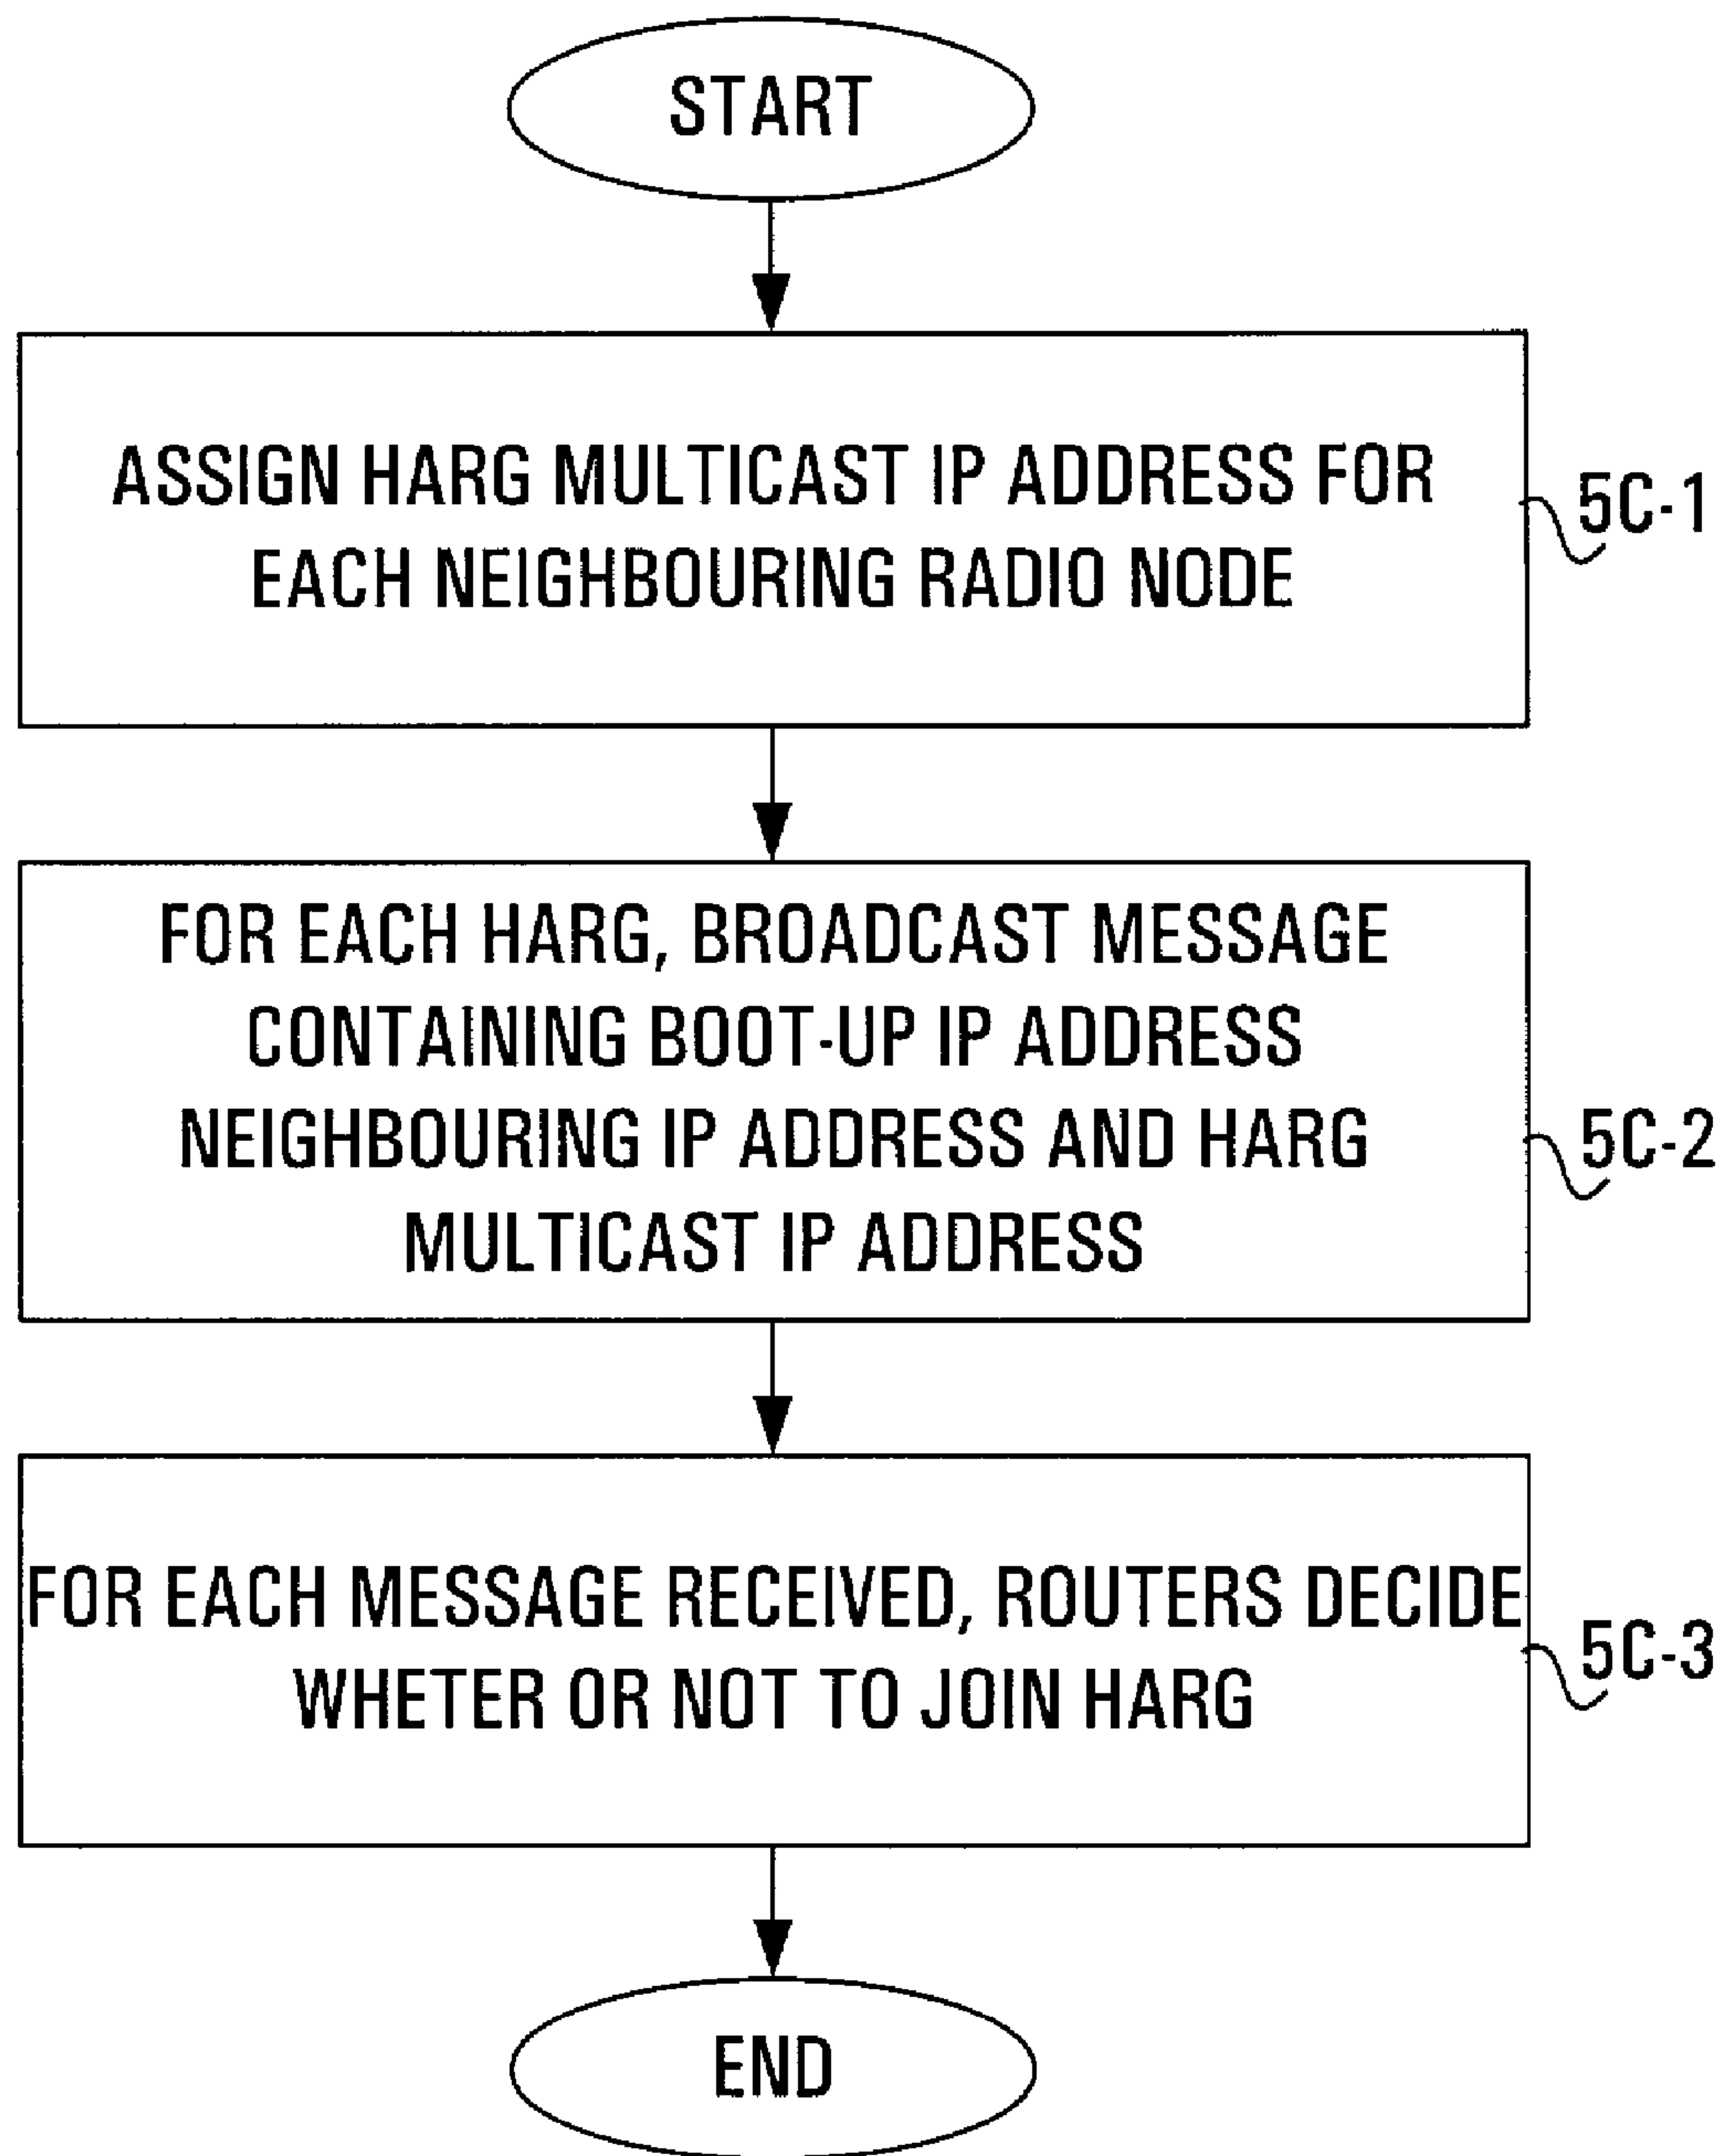 START
ASSIGN HARG MULTICAST IP ADDRESS FOR
EACH NEIGHBOURING RADIO NODE
5C-1
FOR EACH HARG, BROADCAST MESSAGE
CONTAINING BOOT-UP IP ADDRESS
NEIGHBOURING IP ADDRESS AND HARG
MULTICAST IP ADDRESS
5C-2
FOR EACH MESSAGE RECEIVED, ROUTERS DECIDE
WHETER OR NOT TO JOIN HARG
5C-3
END